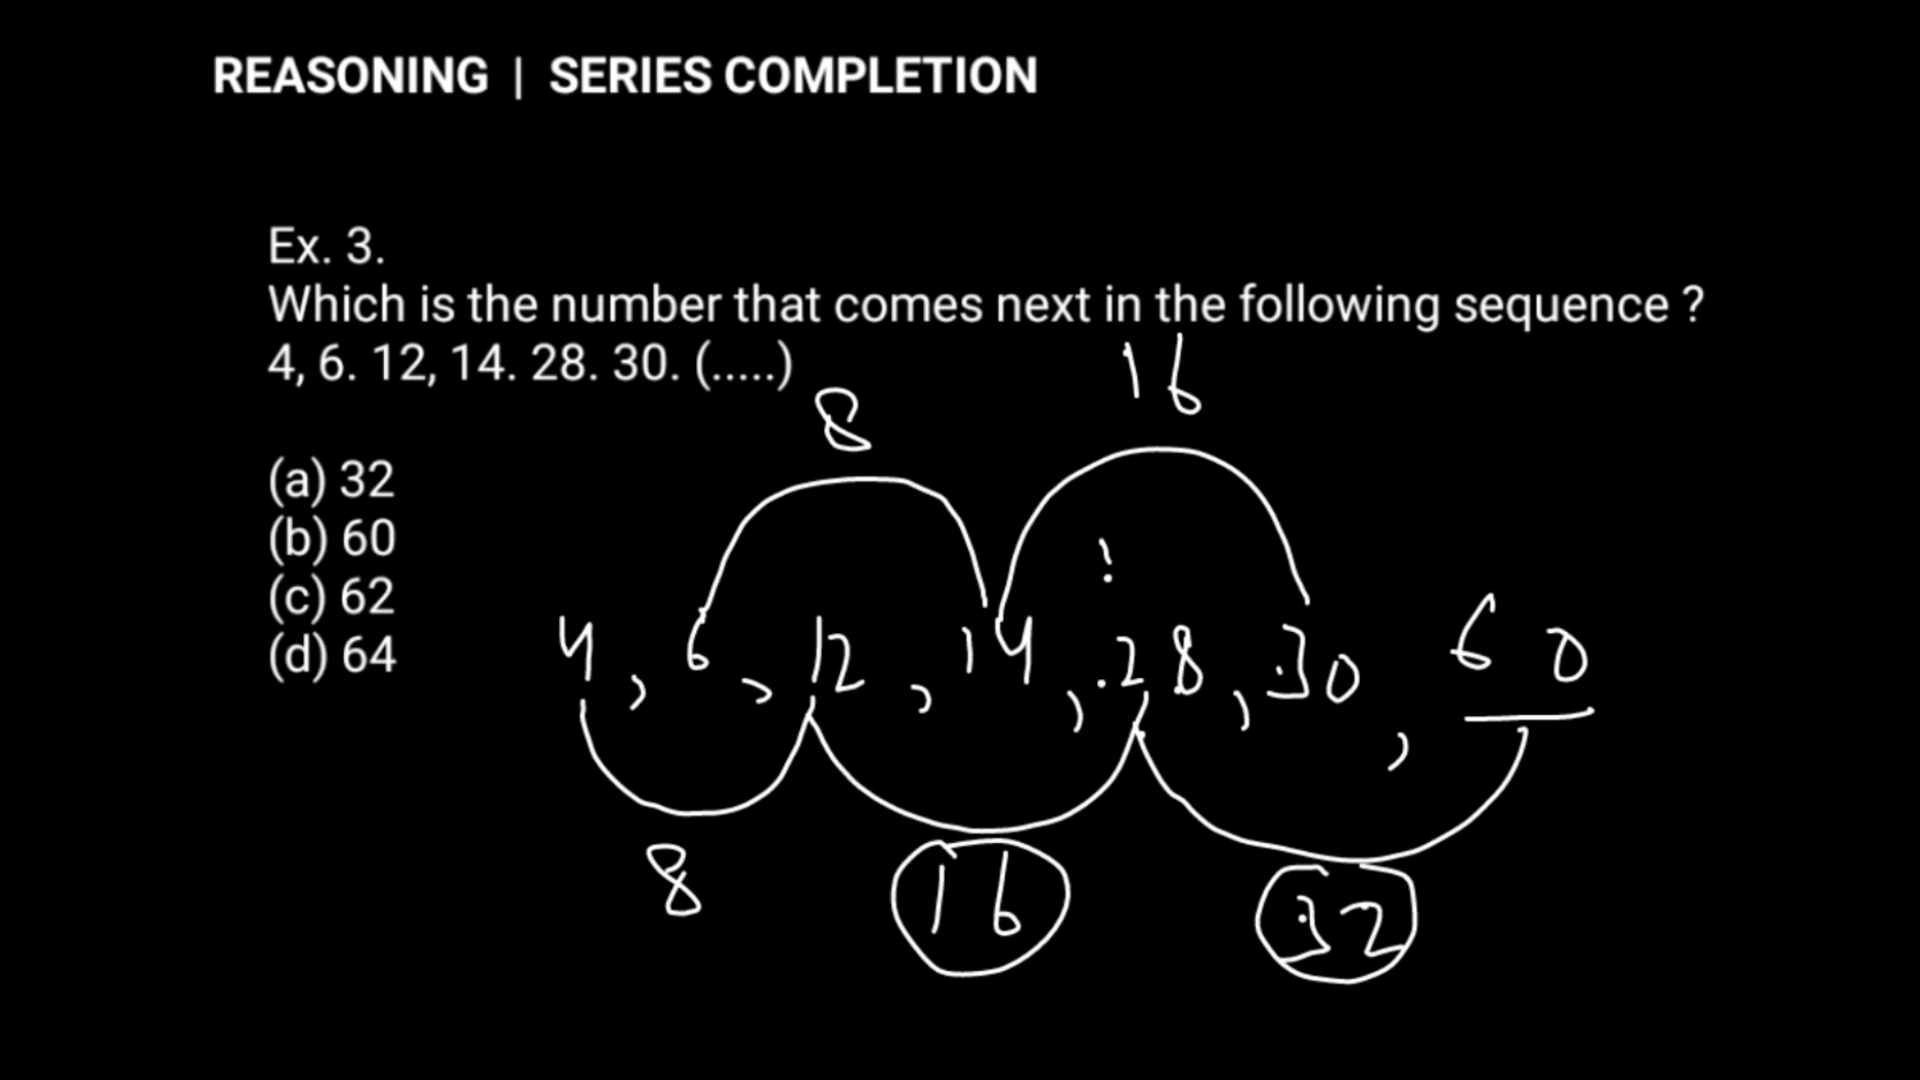 REASONING | SERIES COMPLETION
Ex. 3.
Which is the number that comes next in the following sequence ?
4, 6. 12, 14. 28. 30. (.....)
(a) 32
(b) 60
(c) 62
(d) 64
8
16
4, 6, 12, 14, 28, 30, 60
8
16
32